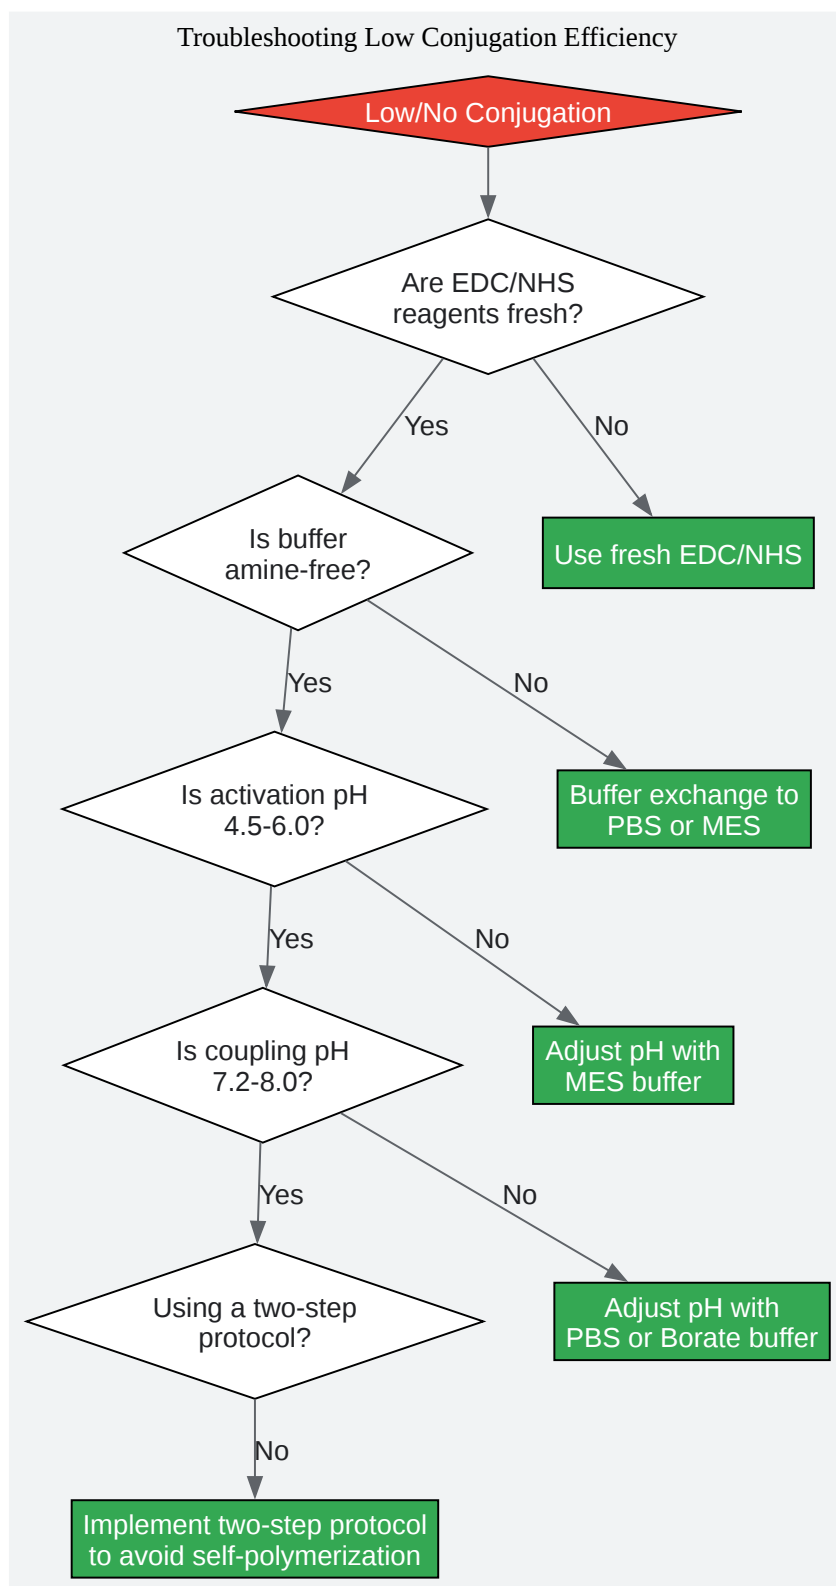 Troubleshooting Low Conjugation Efficiency
Low/No Conjugation
Are EDC/NHS
reagents fresh?
Yes
No
Is buffer
amine-free?
Use fresh EDC/NHS
Yes
No
Is activation pH
4.5-6.0?
Buffer exchange to
PBS or MES
Yes
No
Is coupling pH
7.2-8.0?
Adjust pH with
MES buffer
Yes
No
Using a two-step
protocol?
Adjust pH with
PBS or Borate buffer
No
Implement two-step protocol
to avoid self-polymerization